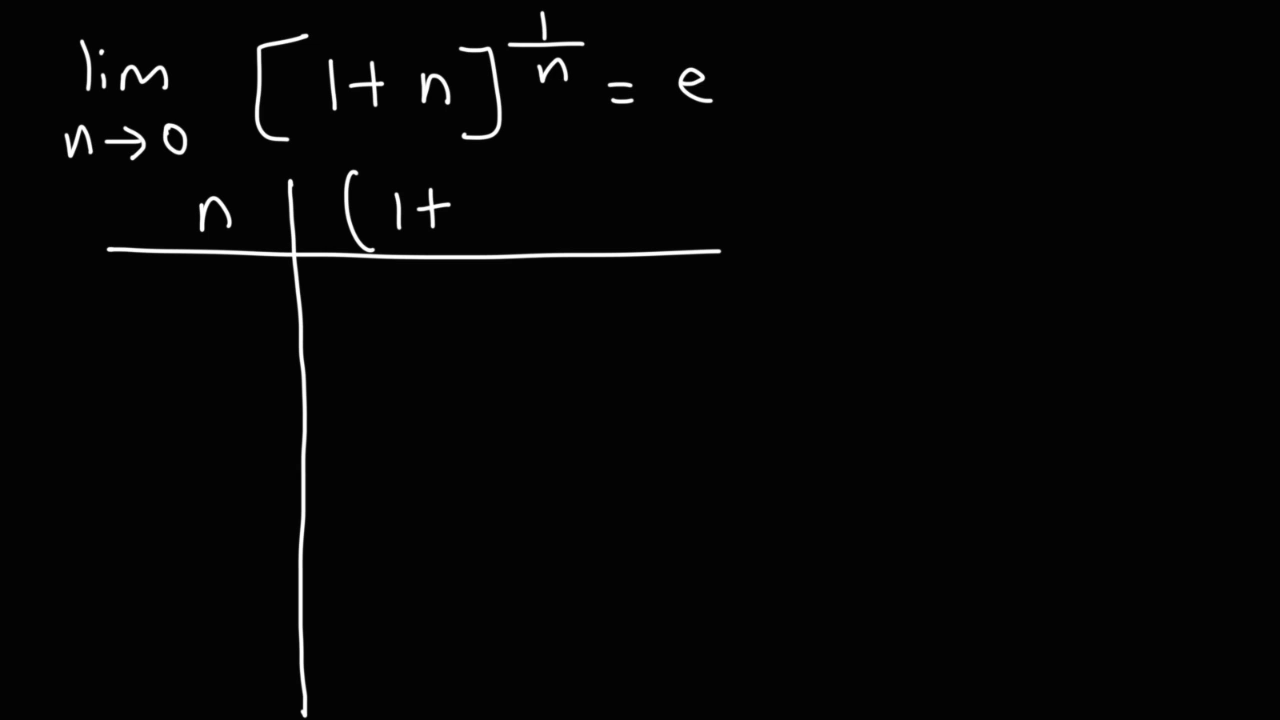 lim n→0 [1+n]^(1/n) = e
n | (1+